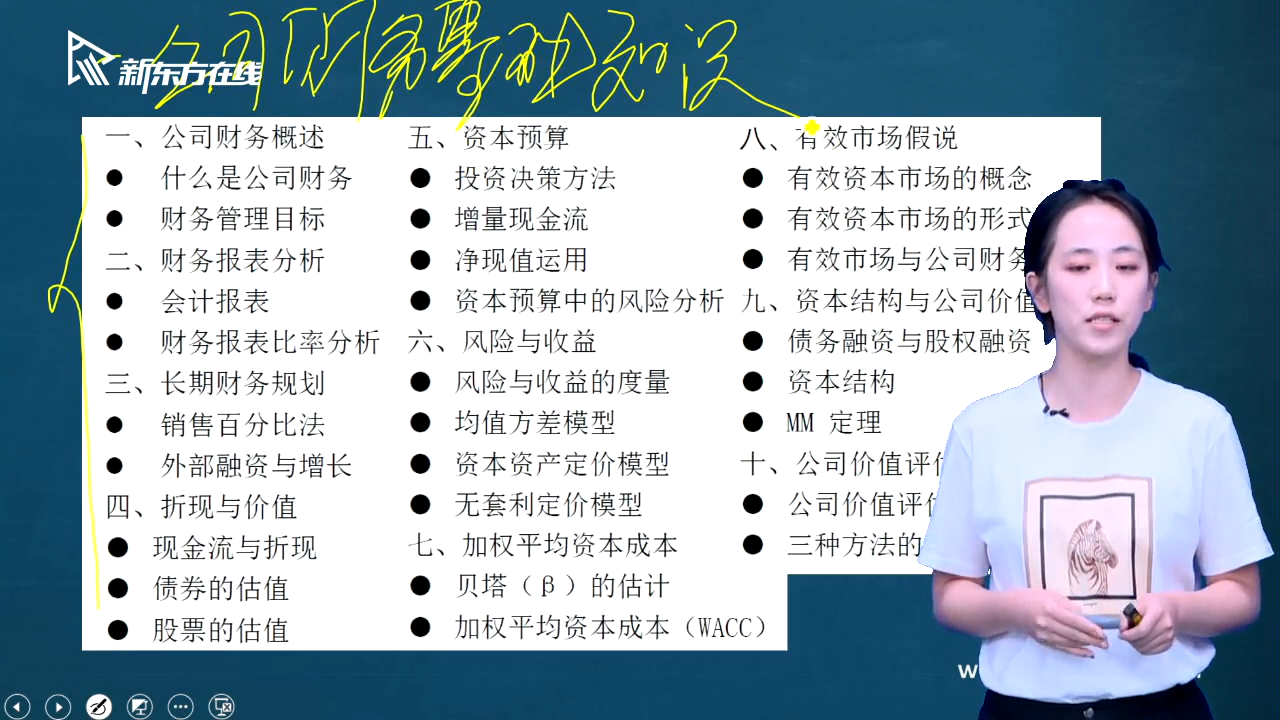 公司财务基础知识
新东方在线
一、公司财务概述
● 什么是公司财务
● 财务管理目标
二、财务报表分析
● 会计报表
● 财务报表比率分析
三、长期财务规划
● 销售百分比法
● 外部融资与增长
四、折现与价值
● 现金流与折现
● 债券的估值
● 股票的估值
五、资本预算
● 投资决策方法
● 增量现金流
● 净现值运用
● 资本预算中的风险分析
六、风险与收益
● 风险与收益的度量
● 均值方差模型
● 资本资产定价模型
● 无套利定价模型
七、加权平均资本成本
● 贝塔（β）的估计
● 加权平均资本成本（WACC）
八、有效市场假说
● 有效资本市场的概念
● 有效资本市场的形式
● 有效市场与公司财务
九、资本结构与公司价值
● 债务融资与股权融资
● 资本结构
● MM 定理
十、公司价值评估
● 公司价值评估
● 三种方法的
w